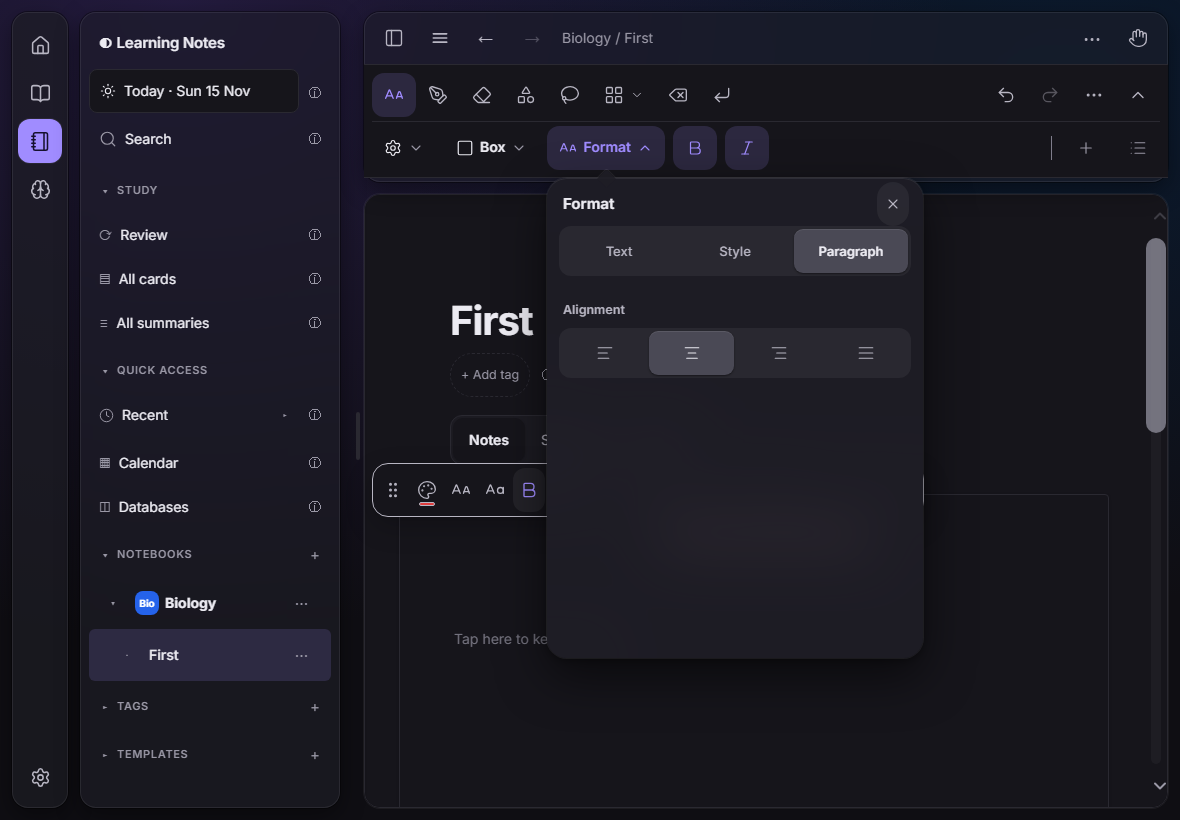 Learning Notes
Today · Sun 15 Nov
Search
STUDY
Review
All cards
All summaries
QUICK ACCESS
Recent
Calendar
Databases
NOTEBOOKS
Bio Biology
First
TAGS
TEMPLATES
Biology / First
AA
Box
AA Format
B I
Format
Text Style Paragraph
Alignment
First
+ Add tag
Notes S
AA Aa B
Tap here to ke